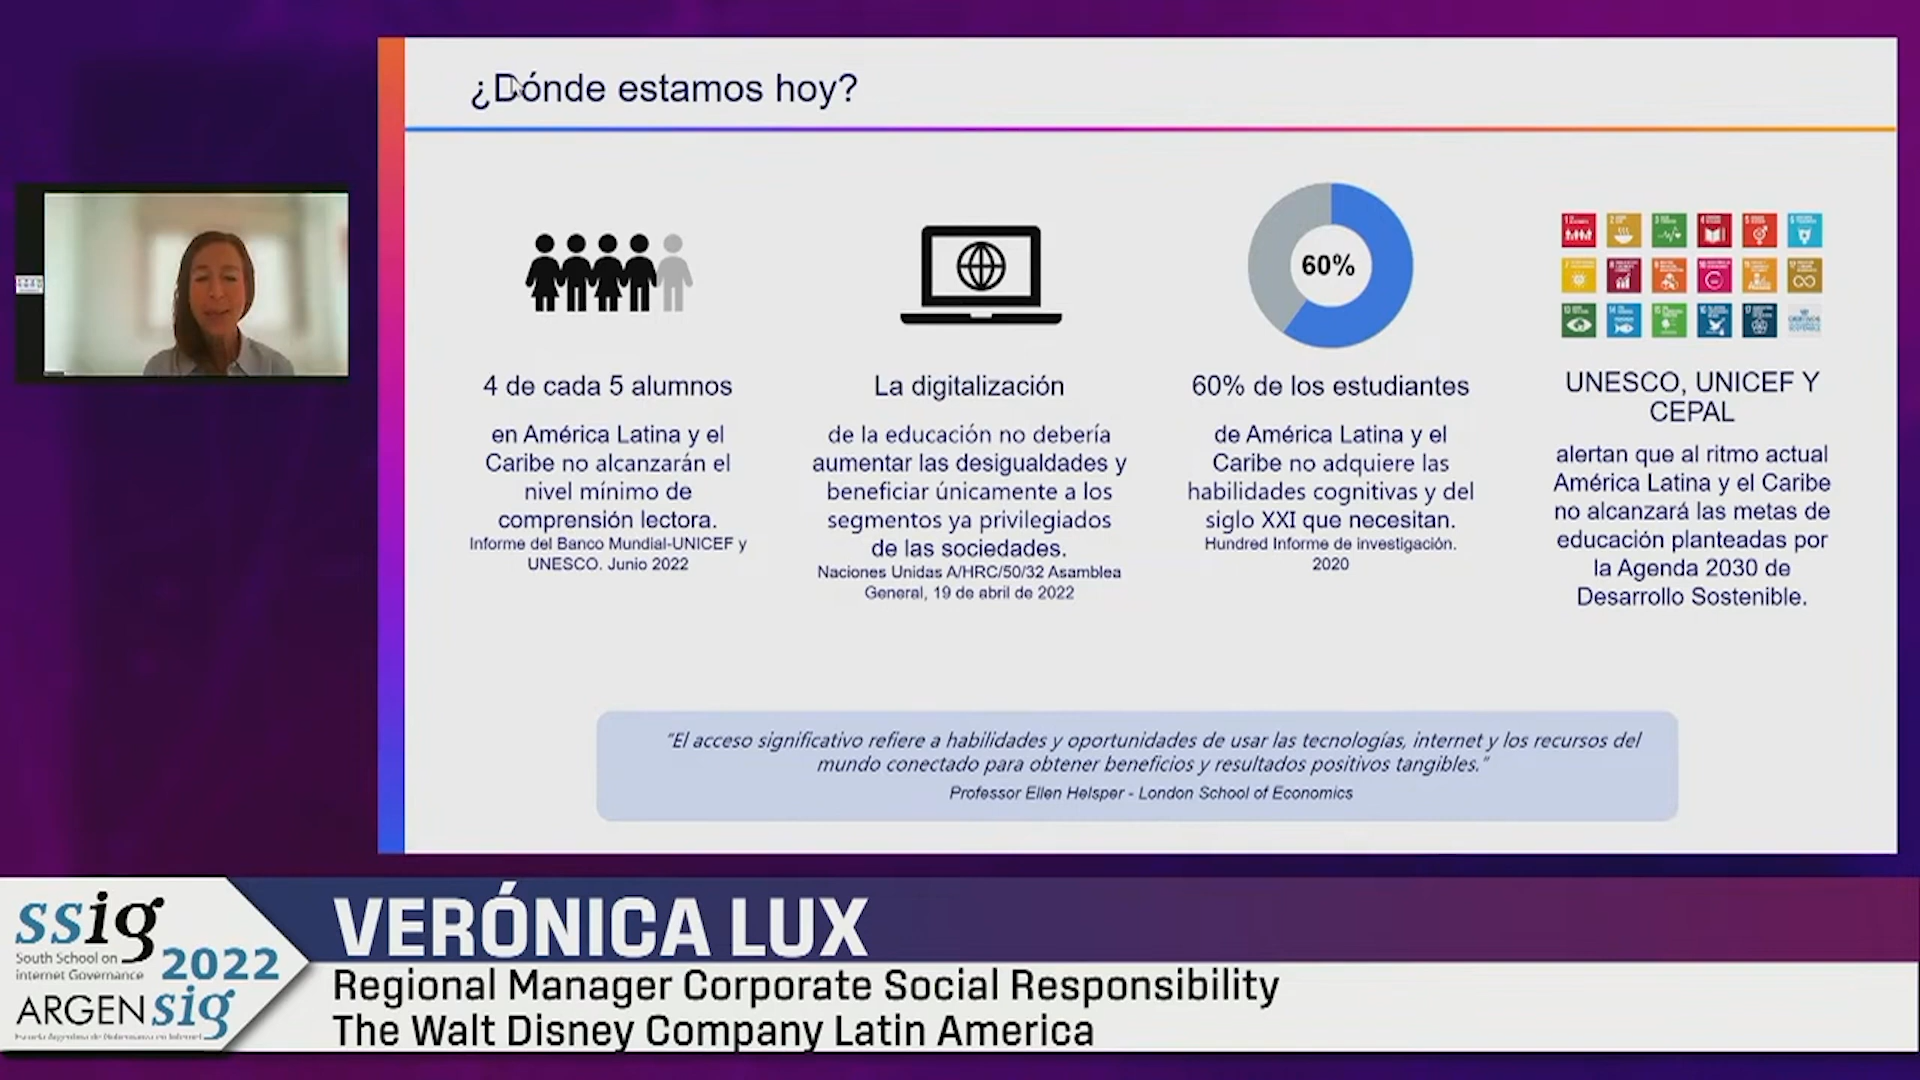 ¿Dónde estamos hoy?
4 de cada 5 alumnos
en América Latina y el
Caribe no alcanzarán el
nivel mínimo de
comprensión lectora.
Informe del Banco Mundial-UNICEF y
UNESCO. Junio 2022
La digitalización
de la educación no debería
aumentar las desigualdades y
beneficiar únicamente a los
segmentos ya privilegiados
de las sociedades.
Naciones Unidas A/HRC/50/32 Asamblea
General, 19 de abril de 2022
60%
60% de los estudiantes
de América Latina y el
Caribe no adquiere las
habilidades cognitivas y del
siglo XXI que necesitan.
Hundred Informe de investigación.
2020
UNESCO, UNICEF Y
CEPAL
alertan que al ritmo actual
América Latina y el Caribe
no alcanzará las metas de
educación planteadas por
la Agenda 2030 de
Desarrollo Sostenible.
“El acceso significativo refiere a habilidades y oportunidades de usar las tecnologías, internet y los recursos del
mundo conectado para obtener beneficios y resultados positivos tangibles.”
Professor Ellen Helsper - London School of Economics
ssig
South School on
Internet Governance
2022
ARGENsig
Escuela Argentina de Gobernanza en Internet
VERÓNICA LUX
Regional Manager Corporate Social Responsibility
The Walt Disney Company Latin America